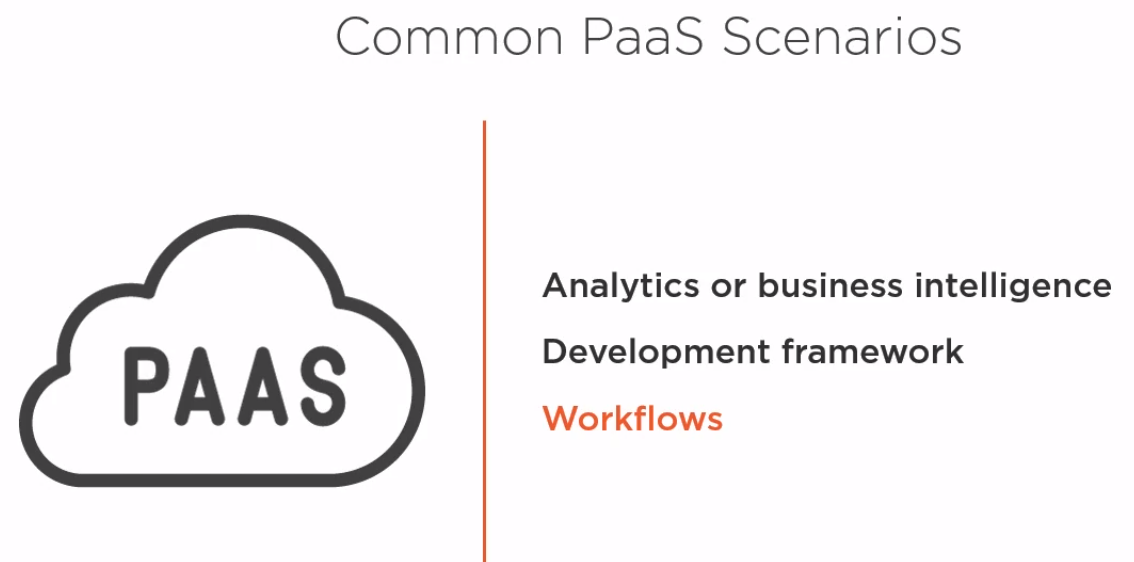 Common PaaS Scenarios
PAAS
Analytics or business intelligence
Development framework
Workflows